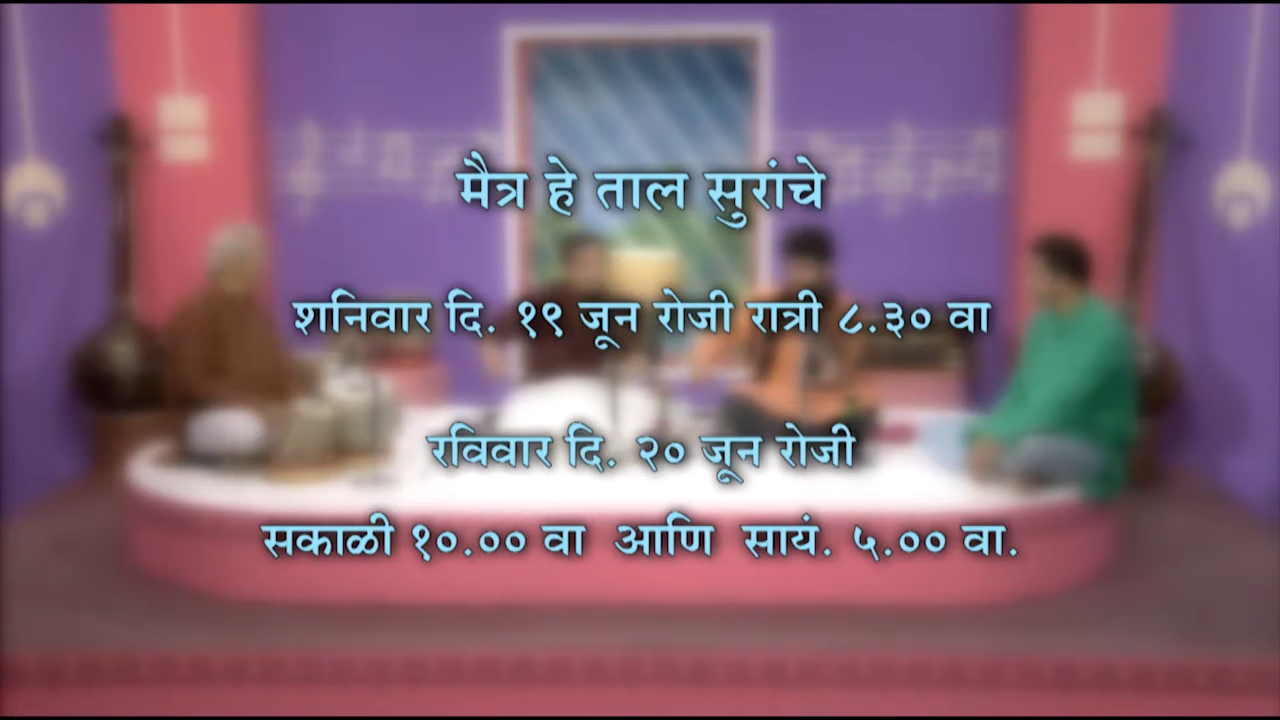 मैत्र हे ताल सुरांचे
शनिवार दि. १९ जून रोजी रात्री ८.३० वा
रविवार दि. २० जून रोजी
सकाळी १०.०० वा आणि सायं. ५.०० वा.